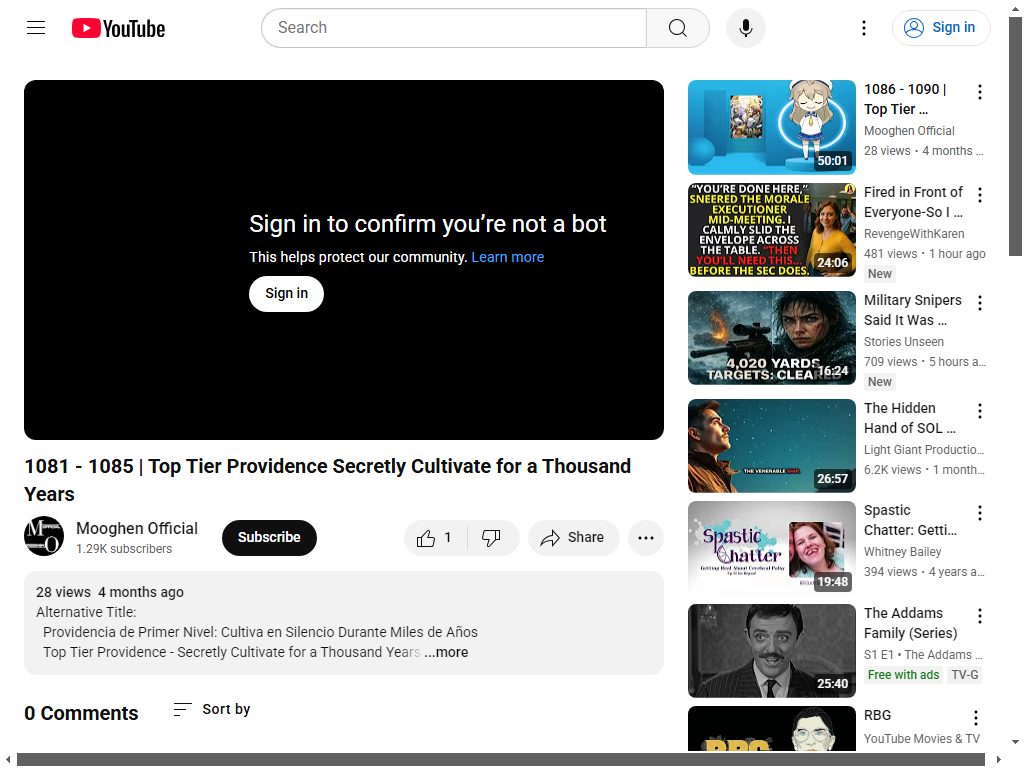 YouTube
Search
Sign in
Sign in to confirm you’re not a bot
This helps protect our community. Learn more
Sign in
1081 - 1085 | Top Tier Providence Secretly Cultivate for a Thousand
Years
Mooghen Official
1.29K subscribers
Subscribe
1
Share
28 views 4 months ago
Alternative Title:
Providencia de Primer Nivel: Cultiva en Silencio Durante Miles de Años
Top Tier Providence - Secretly Cultivate for a Thousand Years ...more
0 Comments
Sort by
50:01
1086 - 1090 |
Top Tier ...
Mooghen Official
28 views • 4 months ...
"YOU'RE DONE HERE,"
SNEERED THE MORALE
EXECUTIONER
MID-MEETING. I
CALMLY SLID THE
ENVELOPE ACROSS
THE TABLE. "THEN
YOU'LL NEED THIS...
BEFORE THE SEC DOES.
24:06
Fired in Front of
Everyone-So I ...
RevengeWithKaren
481 views • 1 hour ago
New
4,020 YARDS
TARGETS: CLEARED
16:24
Military Snipers
Said It Was ...
Stories Unseen
709 views • 5 hours a...
New
THE VENERABLE SHIP
26:57
The Hidden
Hand of SOL ...
Light Giant Productio...
6.2K views • 1 month...
Spastic
Chatter
Getting Real About Cerebral Palsy
19:48
Spastic
Chatter: Getti...
Whitney Bailey
394 views • 4 years a...
25:40
The Addams
Family (Series)
S1 E1 • The Addams ...
Free with ads
TV-G
RBG
RBG
YouTube Movies & TV